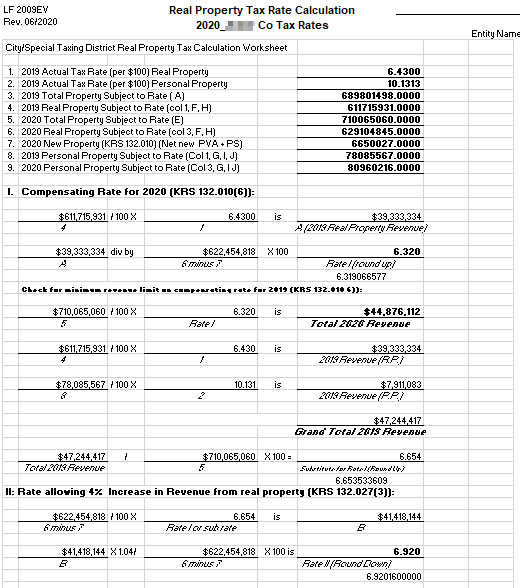 LF 2009EV
Real Property Tax Rate Calculation
Rev. 06/2020
2020_ Co Tax Rates
Entity Name
City/Special Taxing District Real Property Tax Calculation Worksheet
1. 2019 Actual Tax Rate (per $100) Real Property 6.4300
2. 2019 Actual Tax Rate (per $100) Personal Property 10.1313
3. 2019 Total Property Subject to Rate ( A) 689801498.0000
4. 2019 Real Property Subject to Rate (col 1, F, H) 611715931.0000
5. 2020 Total Property Subject to Rate (E) 710065060.0000
6. 2020 Real Property Subject to Rate (col 3, F, H) 629104845.0000
7. 2020 New Property (KRS 132.010) (Net new PVA + PS) 6650027.0000
8. 2019 Personal Property Subject to Rate (Col 1, G, I, J) 78085567.0000
9. 2020 Personal Property Subject to Rate (Col 3, G, I J) 80960216.0000
I. Compensating Rate for 2020 (KRS 132.010(6)):
$611,715,931 / 100 X 6.4300 is $39,333,334
4 1 A (2019 Real Property Revenue)
$39,333,334 div by $622,454,818 X 100 6.320
A 6 minus 7 Rate I (round up)
6.319066577
Check for minimum revenue limit on compensating rate for 2019 (KRS 132.010 6)):
$710,065,060 / 100 X 6.320 is $44,876,112
5 Rate I Total 2020 Revenue
$611,715,931 / 100 X 6.430 is $39,333,334
4 1 2019 Revenue (R.P.)
$78,085,567 / 100 X 10.131 is $7,911,083
8 2 2019 Revenue (P.P.)
$47,244,417
Grand Total 2019 Revenue
$47,244,417 / $710,065,060 X 100 = 6.654
Total 2019 Revenue 5 Substitute for Rate I (Round Up)
6.653533609
II: Rate allowing 4% Increase in Revenue from real property (KRS 132.027(3)):
$622,454,818 / 100 X 6.654 is $41,418,144
6 minus 7 Rate I or sub rate B
$41,418,144 X 1.04/ $622,454,818 X 100 is 6.920
B 6 minus 7 Rate II (Round Down)
6.9201600000